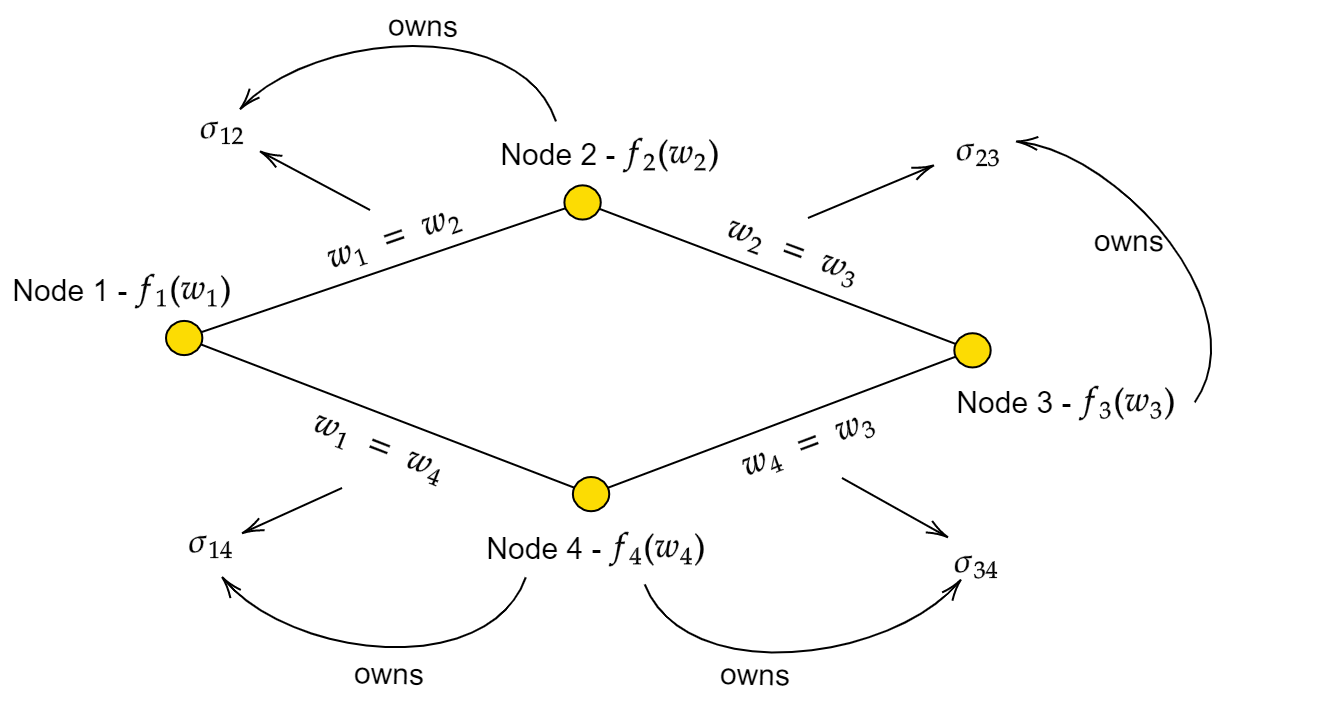 owns
σ₁₂
Node 2 - f₂(w₂)
σ₂₃
w₁ = w₂
w₂ = w₃
owns
Node 1 - f₁(w₁)
Node 3 - f₃(w₃)
w₁ = w₄
w₄ = w₃
σ₁₄
Node 4 - f₄(w₄)
σ₃₄
owns
owns